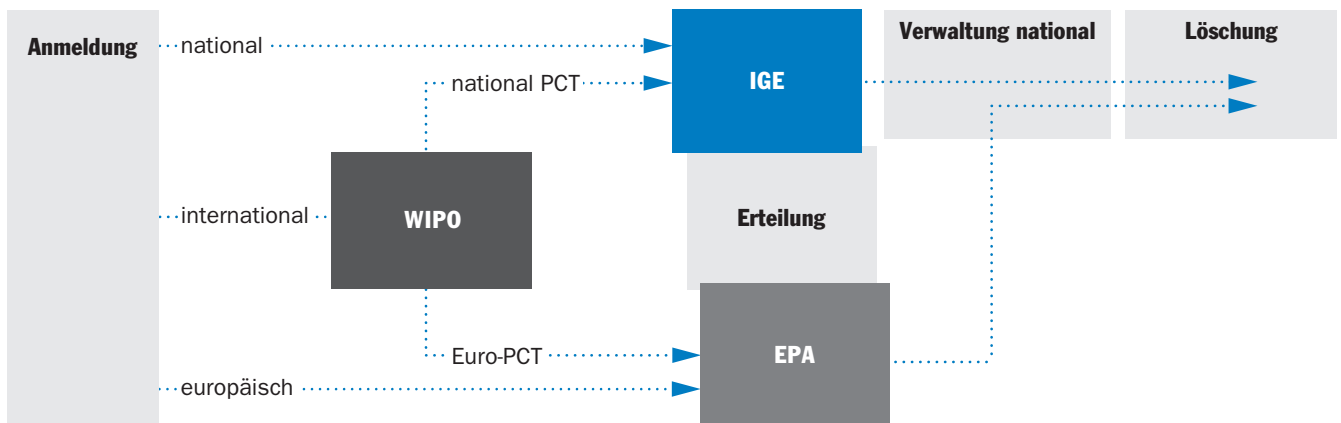 Anmeldung
national
IGE
Verwaltung national
Löschung
national PCT
international
WIPO
Erteilung
Euro-PCT
EPA
europäisch